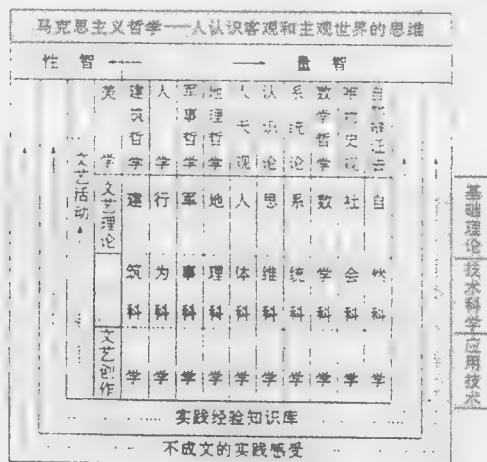 马克思主义哲学——人认识客观和主观世界的思维
性智 ← → 量智
文艺活动
美学
建筑哲学
人学
军事哲学
地理哲学
人天观
认识论
系统论
数学哲学
唯物史观
自然辩证法
文艺理论
文艺创作
建筑科学
行为科学
军事科学
地理科学
人体科学
思维科学
系统科学
数学科学
社会科学
自然科学
基础理论
技术科学
应用技术
实践经验知识库
不成文的实践感受